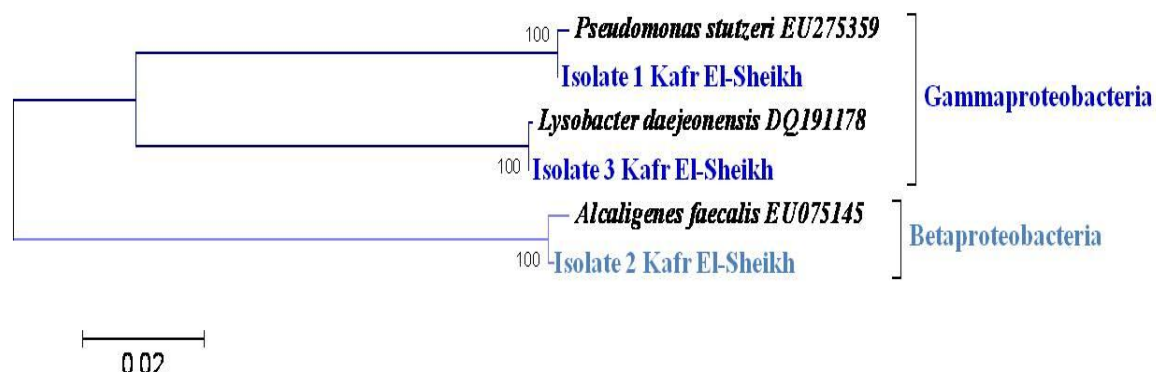 100
Pseudomonas stutzeri EU275359
Isolate 1 Kafr El-Sheikh
Gammaproteobacteria
Lysobacter daejeonensis DQ191178
100
Isolate 3 Kafr El-Sheikh
Alcaligenes faecalis EU075145
Betaproteobacteria
100
Isolate 2 Kafr El-Sheikh
0.02